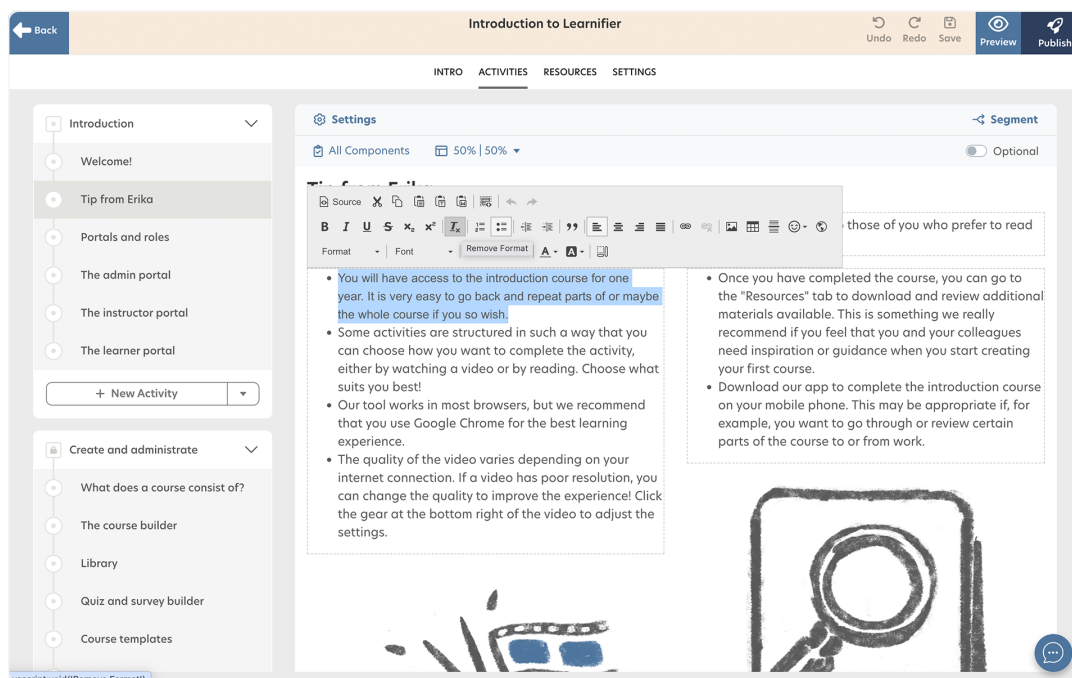 Back
Introduction to Learnifier
Undo Redo Save Preview Publish
INTRO ACTIVITIES RESOURCES SETTINGS
Introduction
Welcome!
Tip from Erika
Portals and roles
The admin portal
The instructor portal
The learner portal
+ New Activity
Create and administrate
What does a course consist of?
The course builder
Library
Quiz and survey builder
Course templates
Settings
Segment
All Components
50% | 50%
Optional
Tip from Erika
Source
B I U S x₂ x² Tx
Format Font A A
Remove Format
those of you who prefer to read
• You will have access to the introduction course for one
year. It is very easy to go back and repeat parts of or maybe
the whole course if you so wish.
• Some activities are structured in such a way that you
can choose how you want to complete the activity,
either by watching a video or by reading. Choose what
suits you best!
• Our tool works in most browsers, but we recommend
that you use Google Chrome for the best learning
experience.
• The quality of the video varies depending on your
internet connection. If a video has poor resolution, you
can change the quality to improve the experience! Click
the gear at the bottom right of the video to adjust the
settings.
• Once you have completed the course, you can go to
the "Resources" tab to download and review additional
materials available. This is something we really
recommend if you feel that you and your colleagues
need inspiration or guidance when you start creating
your first course.
• Download our app to complete the introduction course
on your mobile phone. This may be appropriate if, for
example, you want to go through or review certain
parts of the course to or from work.